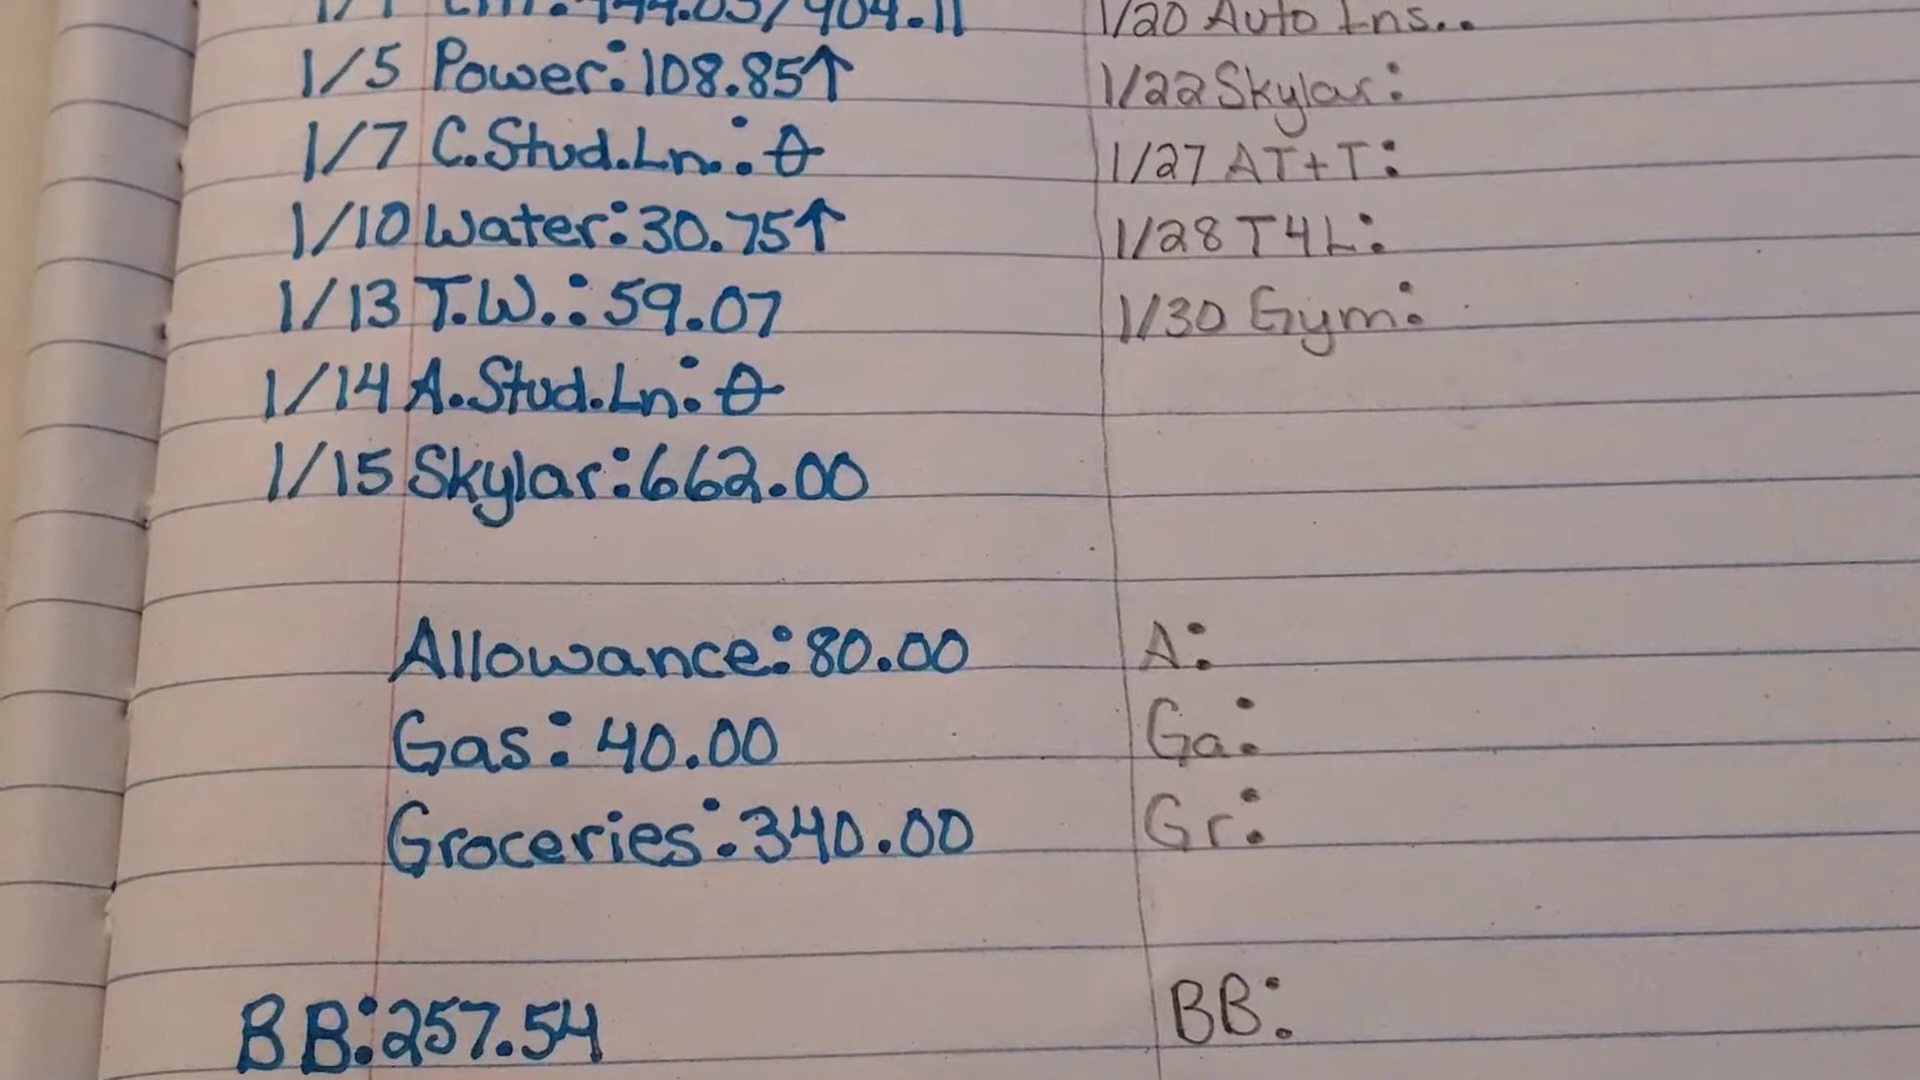 1/20 Auto Ins..
1/5 Power: 108.85↑
1/22 Skylar:
1/7 C.Stud.Ln.: 0
1/27 AT+T:
1/10 Water: 30.75↑
1/28 T4L:
1/13 T.W.: 59.07
1/30 Gym:
1/14 A.Stud.Ln: 0
1/15 Skylar: 662.00
Allowance: 80.00
A:
Gas: 40.00
Ga:
Groceries: 340.00
Gr:
BB: 257.54
BB: